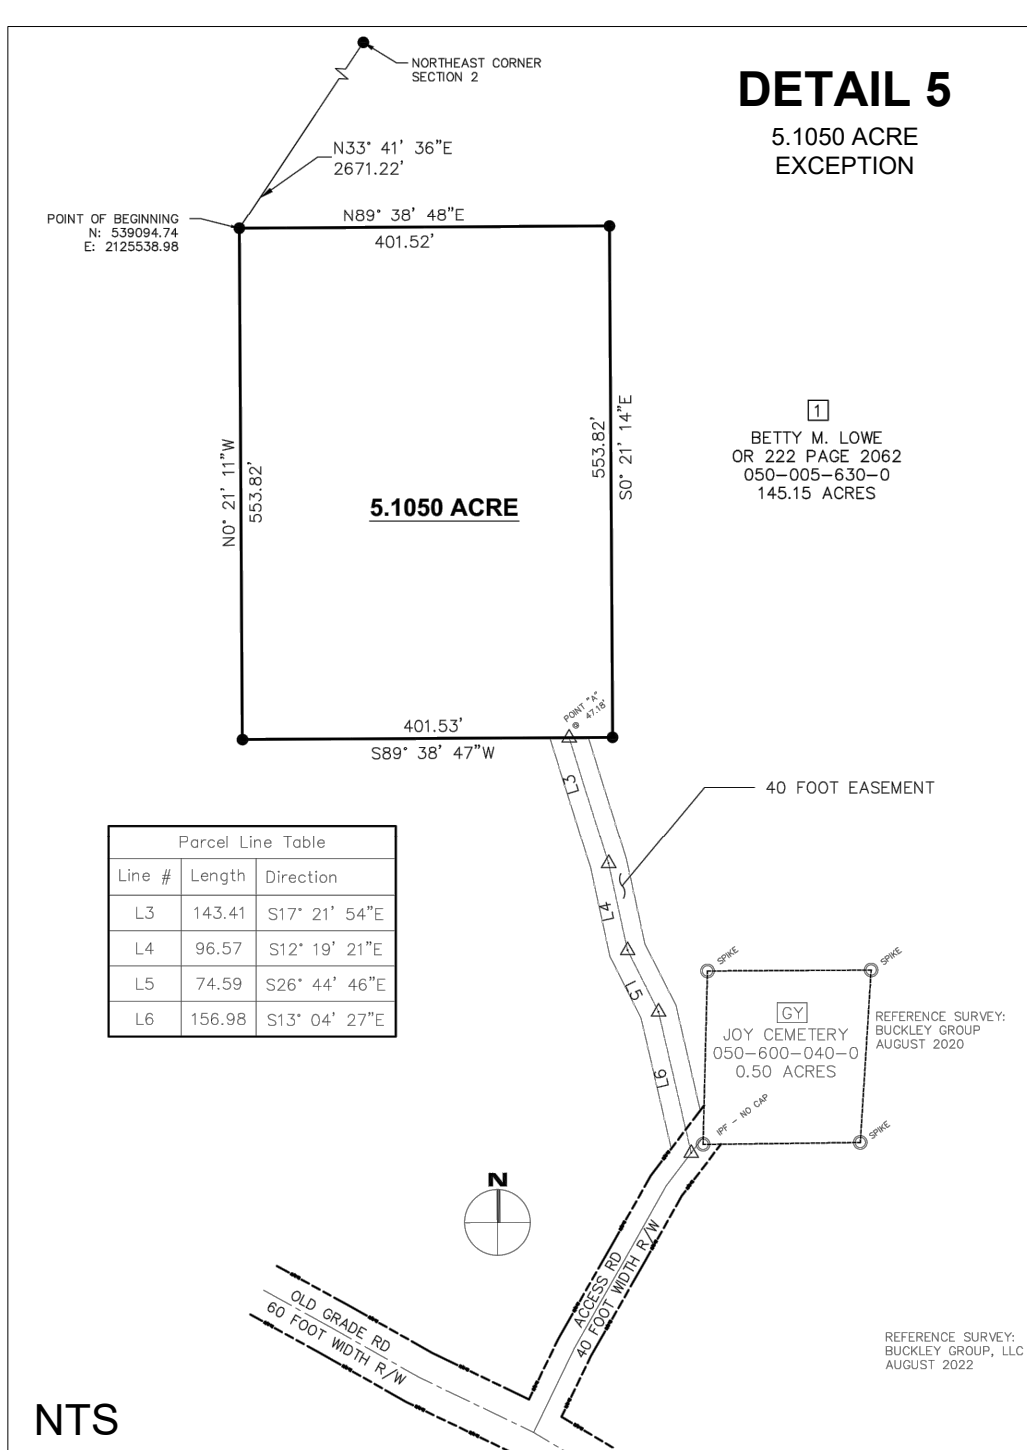 NORTHEAST CORNER
SECTION 2
DETAIL 5
5.1050 ACRE
EXCEPTION
N33° 41' 36"E
2671.22'
POINT OF BEGINNING
N: 539094.74
E: 2125538.98
N89° 38' 48"E
401.52'
N0° 21' 11"W
553.82'
5.1050 ACRE
553.82'
S0° 21' 14"E
1
BETTY M. LOWE
OR 222 PAGE 2062
050-005-630-0
145.15 ACRES
POINT "A"
@ 47.18'
401.53'
S89° 38' 47"W
L3
40 FOOT EASEMENT
Parcel Line Table
Line # Length Direction
L3 143.41 S17° 21' 54"E
L4 96.57 S12° 19' 21"E
L5 74.59 S26° 44' 46"E
L6 156.98 S13° 04' 27"E
L4
L5
L6
SPIKE
SPIKE
GY
JOY CEMETERY
050-600-040-0
0.50 ACRES
REFERENCE SURVEY:
BUCKLEY GROUP
AUGUST 2020
IPF - NO CAP
SPIKE
N
ACCESS RD
40 FOOT WIDTH R/W
OLD GRADE RD
60 FOOT WIDTH R/W
REFERENCE SURVEY:
BUCKLEY GROUP, LLC
AUGUST 2022
NTS